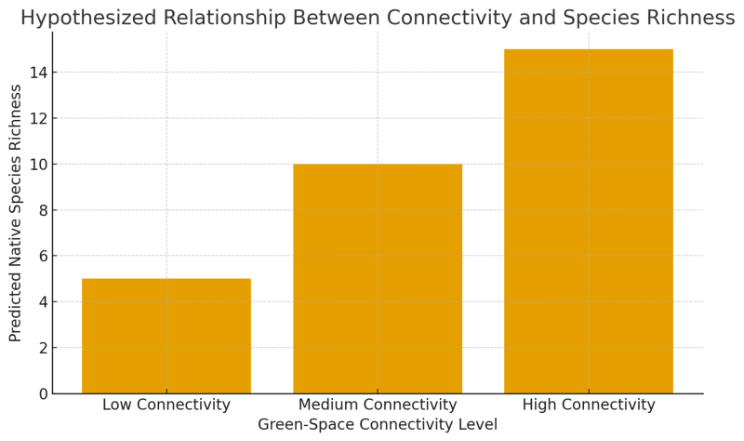 Hypothesized Relationship Between Connectivity and Species Richness
Predicted Native Species Richness
14
12
10
8
6
4
2
0
Low Connectivity
Medium Connectivity
High Connectivity
Green-Space Connectivity Level